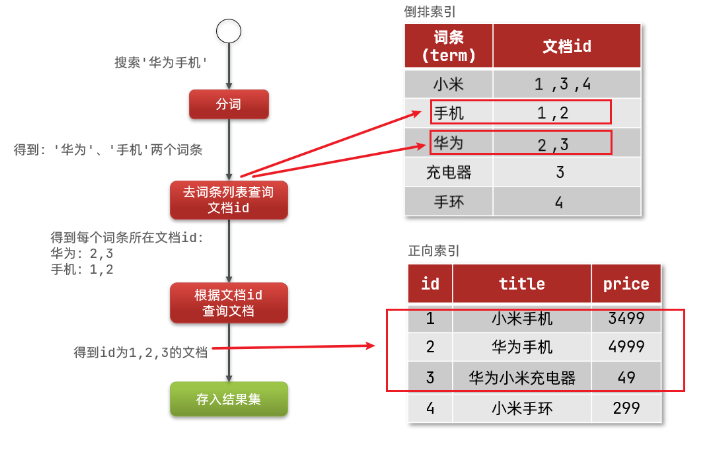 搜索'华为手机'
分词
得到: '华为'、'手机'两个词条
去词条列表查询
文档id
得到每个词条所在文档id:
华为: 2,3
手机: 1,2
根据文档id
查询文档
得到id为1,2,3的文档
存入结果集
倒排索引
词条
(term)
文档id
小米 1 ,3 ,4
手机 1 ,2
华为 2 ,3
充电器 3
手环 4
正向索引
id title price
1 小米手机 3499
2 华为手机 4999
3 华为小米充电器 49
4 小米手环 299